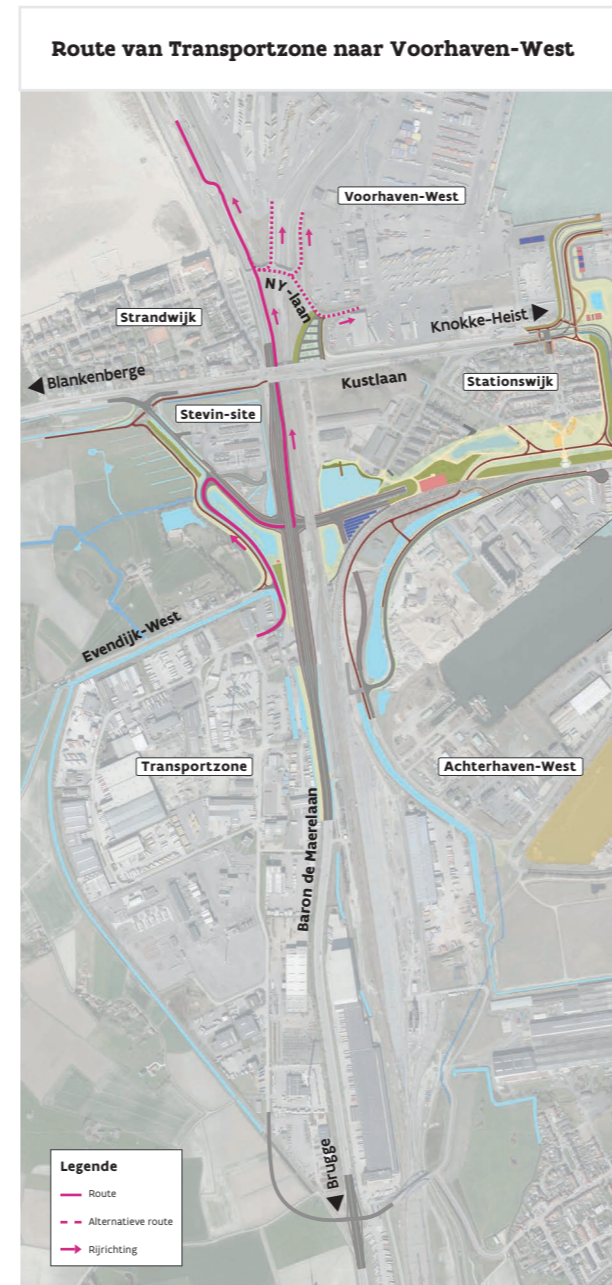 Route van Transportzone naar Voorhaven-West
Voorhaven-West
NY-laan
Strandwijk
Knokke-Heist
Blankenberge
Kustlaan
Stationswijk
Stevin-site
Evendijk-West
Transportzone
Achterhaven-West
Baron de Maerelaan
Brugge
Legende
Route
Alternatieve route
Rijrichting